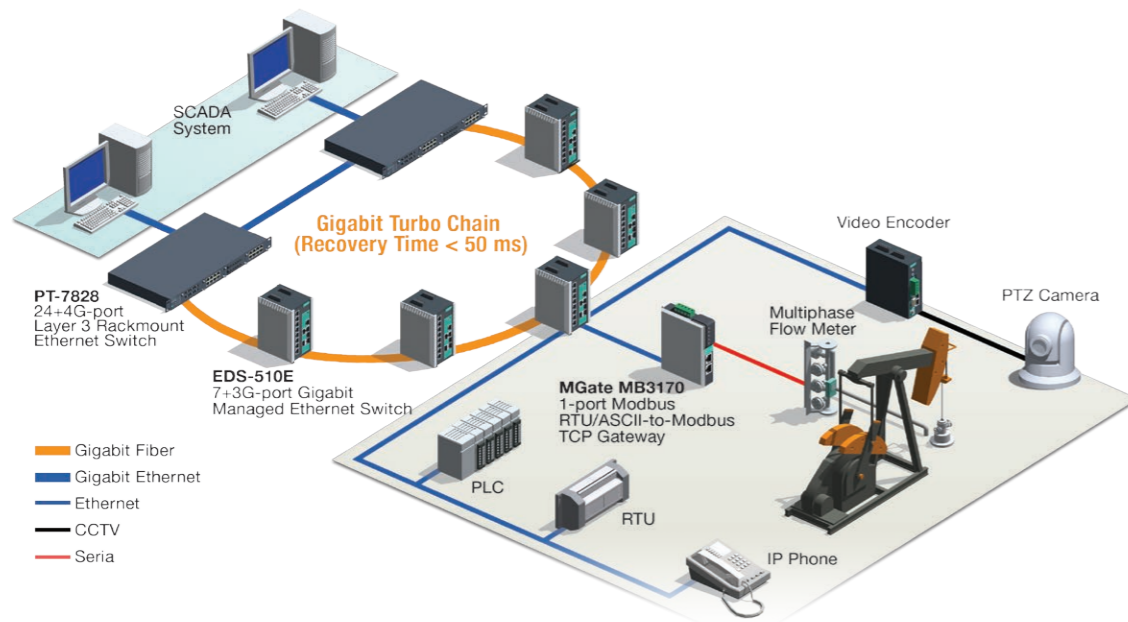 SCADA
System
Gigabit Turbo Chain
(Recovery Time < 50 ms)
PT-7828
24+4G-port
Layer 3 Rackmount
Ethernet Switch
EDS-510E
7+3G-port Gigabit
Managed Ethernet Switch
Video Encoder
PTZ Camera
Multiphase
Flow Meter
MGate MB3170
1-port Modbus
RTU/ASCII-to-Modbus
TCP Gateway
PLC
RTU
IP Phone
Gigabit Fiber
Gigabit Ethernet
Ethernet
CCTV
Seria